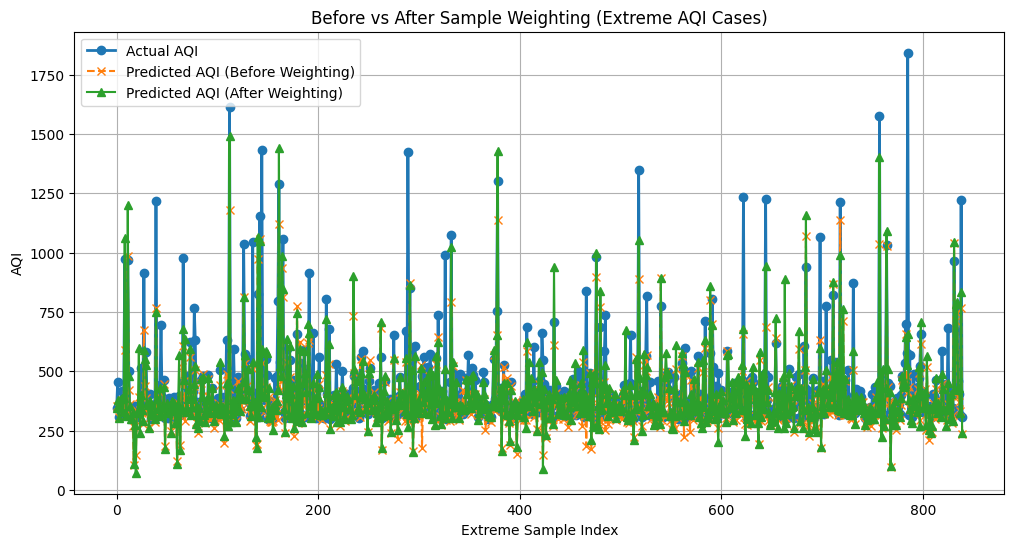 Before vs After Sample Weighting (Extreme AQI Cases)
Actual AQI
Predicted AQI (Before Weighting)
Predicted AQI (After Weighting)
AQI
1750
1500
1250
1000
750
500
250
0
0 200 400 600 800
Extreme Sample Index